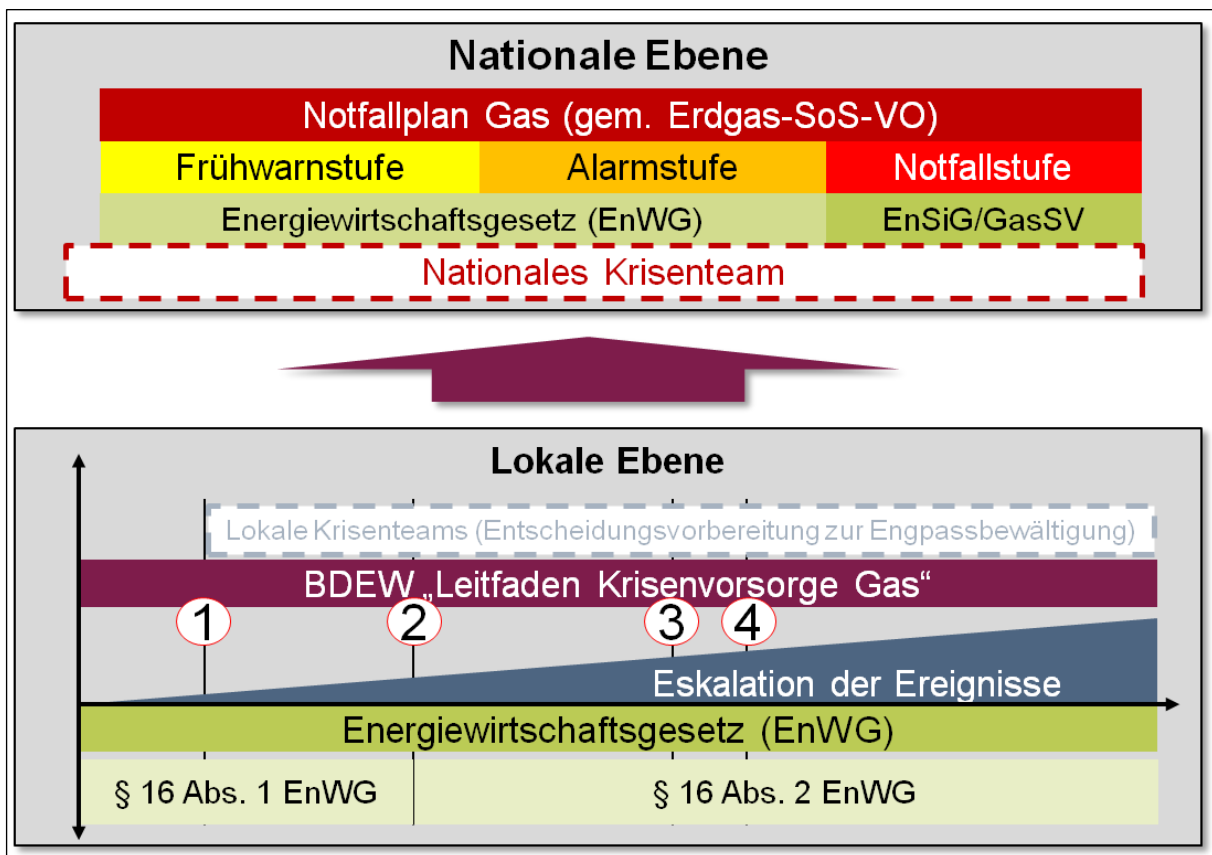 Nationale Ebene
Notfallplan Gas (gem. Erdgas-SoS-VO)
Frühwarnstufe
Alarmstufe
Notfallstufe
Energiewirtschaftsgesetz (EnWG)
EnSiG/GasSV
Nationales Krisenteam
Lokale Ebene
Lokale Krisenteams (Entscheidungsvorbereitung zur Engpassbewältigung)
BDEW „Leitfaden Krisenvorsorge Gas“
1
2
3
4
Eskalation der Ereignisse
Energiewirtschaftsgesetz (EnWG)
§ 16 Abs. 1 EnWG
§ 16 Abs. 2 EnWG